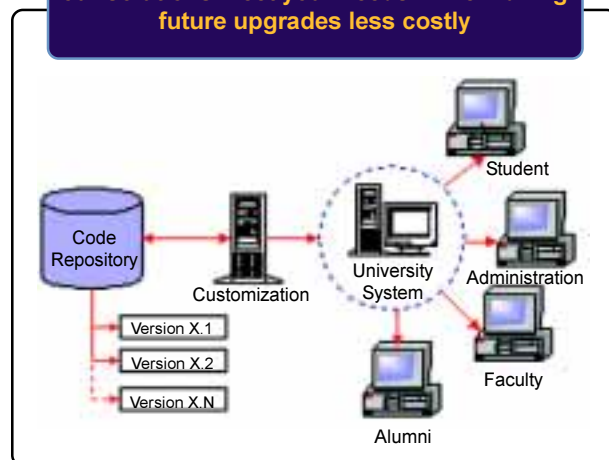 future upgrades less costly
Student
Code
Repository
University
System
Administration
Customization
Version X.1
Version X.2
Version X.N
Faculty
Alumni